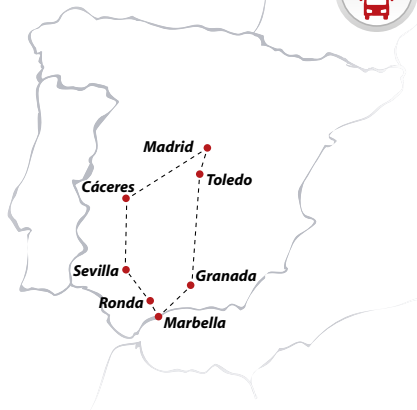 Madrid
Toledo
Cáceres
Sevilla
Granada
Ronda
Marbella